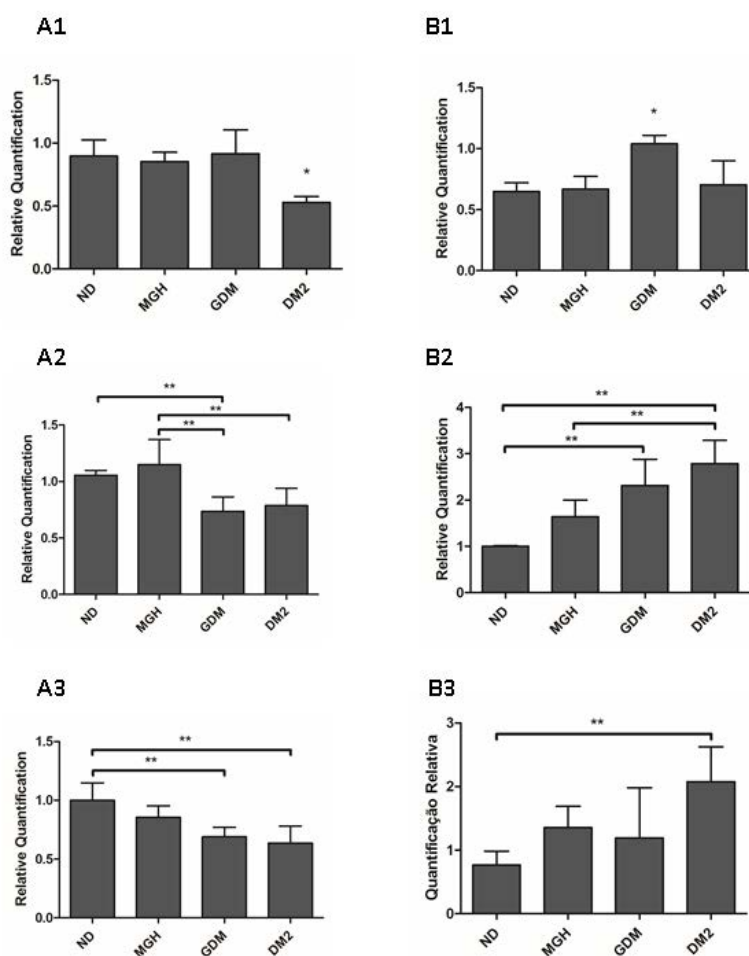 A1
Relative Quantification
1.5
1.0
0.5
0.0
*
ND MGH GDM DM2
B1
Relative Quantification
1.5
1.0
0.5
0.0
*
ND MGH GDM DM2
A2
Relative Quantification
1.5
1.0
0.5
0.0
**
**
**
ND MGH GDM DM2
B2
Relative Quantification
4
3
2
1
0
**
**
**
ND MGH GDM DM2
A3
Relative Quantification
1.5
1.0
0.5
0.0
**
**
ND MGH GDM DM2
B3
Quantificação Relativa
3
2
1
0
**
ND MGH GDM DM2